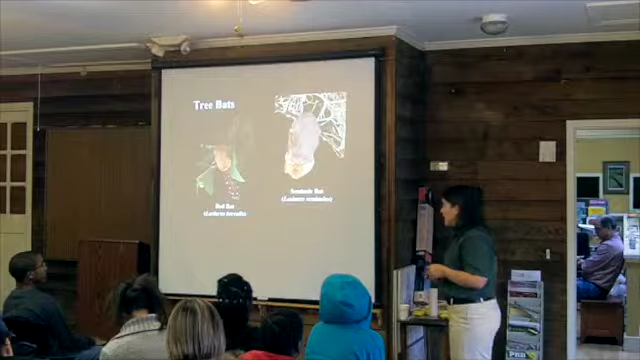 Tree Bats
Red Bat
(Lasiurus borealis)
Seminole Bat
(Lasiurus seminolus)